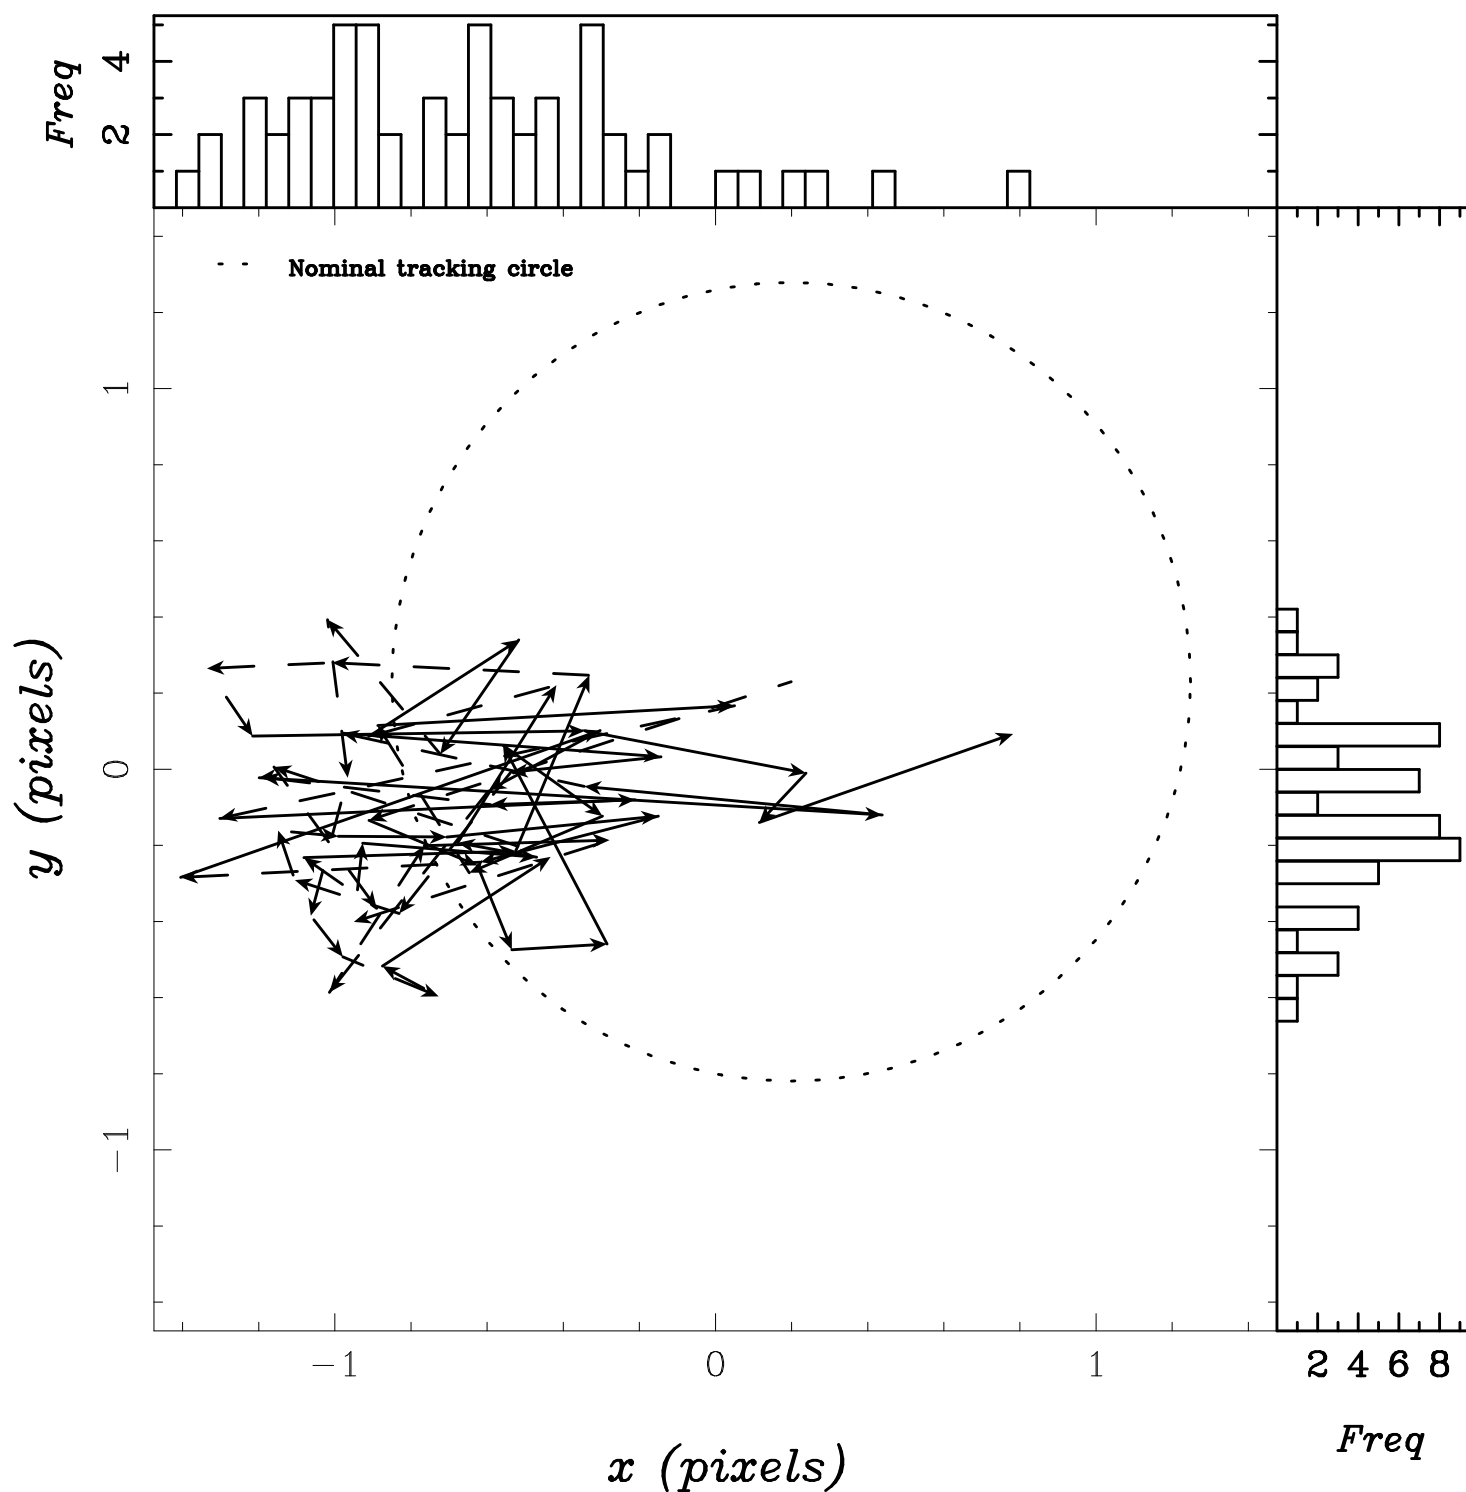 Freq
4
2
Nominal tracking circle
y (pixels)
1
0
−1
−1 0 1
2 4 6 8
x (pixels)
Freq